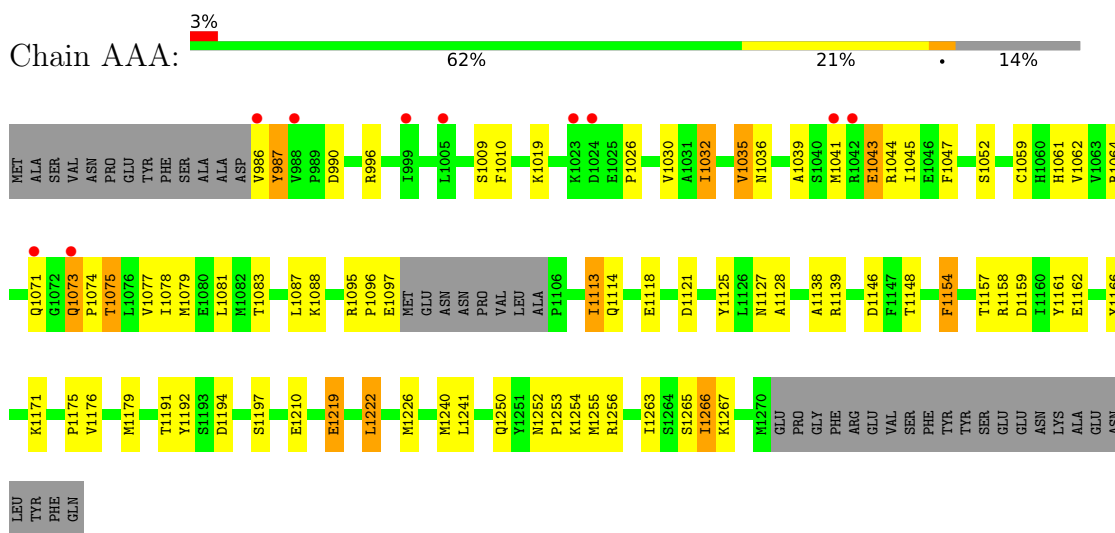 3%
Chain AAA:
62% 21% • 14%
MET ALA SER VAL ASN PRO GLU TYR PHE SER ALA ALA ASP V986 Y987 V988 P989 D990 R996 I999 L1005 S1009 F1010 K1019 K1023 D1024 E1025 P1026 V1030 A1031 I1032 V1035 N1036 A1039 S1040 M1041 R1042 E1043 R1044 I1045 E1046 F1047 S1052 C1059 H1060 H1061 V1062 V1063 R1064
Q1071 G1072 Q1073 P1074 T1075 L1076 V1077 I1078 M1079 E1080 L1081 M1082 T1083 L1087 K1088 R1095 P1096 E1097 MET GLU ASN ASN PRO VAL LEU ALA P1106 I1113 Q1114 E1118 D1121 Y1125 L1126 N1127 A1128 A1138 R1139 D1146 F1147 T1148 F1154 T1157 R1158 D1159 I1160 Y1161 E1162 Y1166
K1171 P1175 V1176 M1179 T1191 Y1192 S1193 D1194 S1197 E1210 E1219 L1222 M1226 M1240 L1241 Q1250 Y1251 N1252 P1253 K1254 M1255 R1256 I1263 S1264 S1265 I1266 K1267 M1270 GLU PRO GLY PHE ARG GLU VAL SER PHE TYR TYR SER GLU GLU ASN LYS ALA GLU ASN
LEU TYR PHE GLN